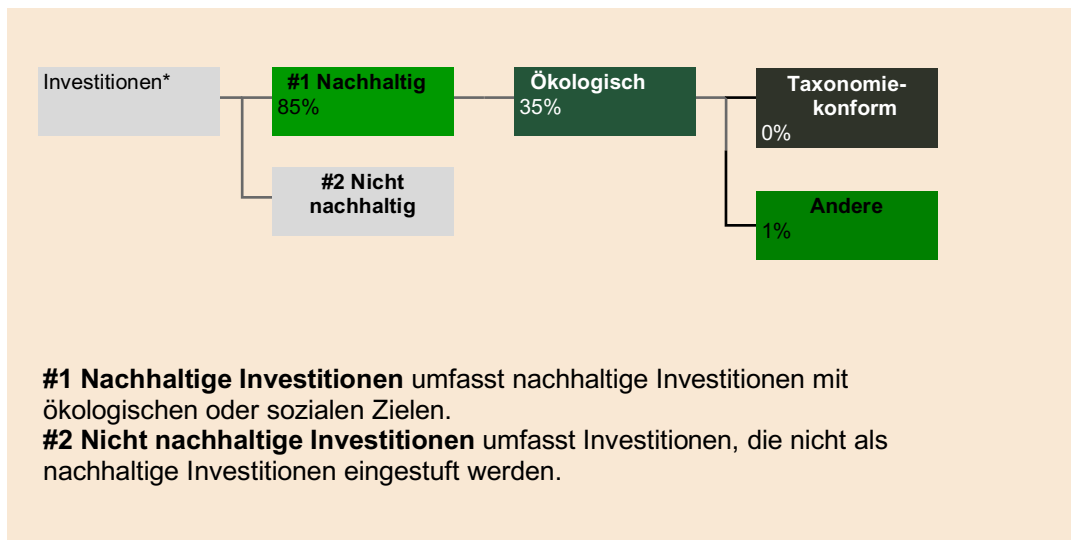 Investitionen*
#1 Nachhaltig
85%
Ökologisch
35%
Taxonomie-
konform
0%
#2 Nicht
nachhaltig
Andere
1%
#1 Nachhaltige Investitionen umfasst nachhaltige Investitionen mit
ökologischen oder sozialen Zielen.
#2 Nicht nachhaltige Investitionen umfasst Investitionen, die nicht als
nachhaltige Investitionen eingestuft werden.